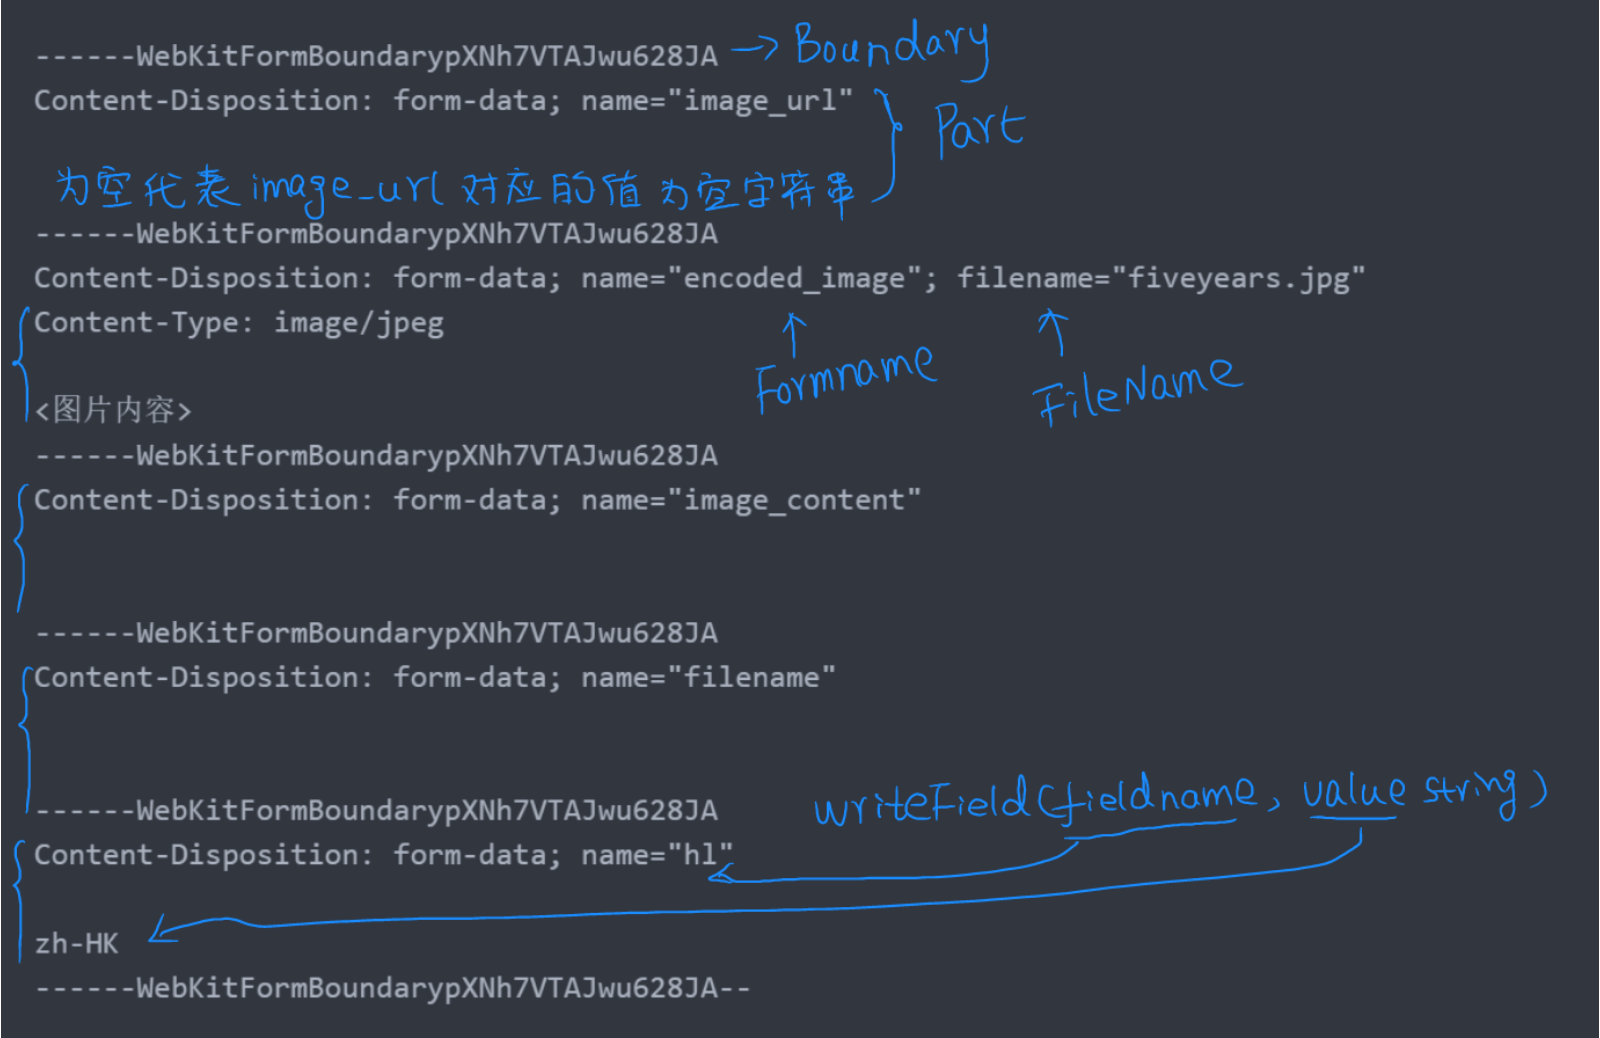 ------WebKitFormBoundarypXNh7VTAJwu628JA → Boundary
Content-Disposition: form-data; name="image_url"
Part
为空代表 image_url 对应的值为空字符串
------WebKitFormBoundarypXNh7VTAJwu628JA
Content-Disposition: form-data; name="encoded_image"; filename="fiveyears.jpg"
Content-Type: image/jpeg
Formname FileName
<图片内容>
------WebKitFormBoundarypXNh7VTAJwu628JA
Content-Disposition: form-data; name="image_content"
------WebKitFormBoundarypXNh7VTAJwu628JA
Content-Disposition: form-data; name="filename"
------WebKitFormBoundarypXNh7VTAJwu628JA writeField(fieldname, value string)
Content-Disposition: form-data; name="hl"
zh-HK
------WebKitFormBoundarypXNh7VTAJwu628JA--